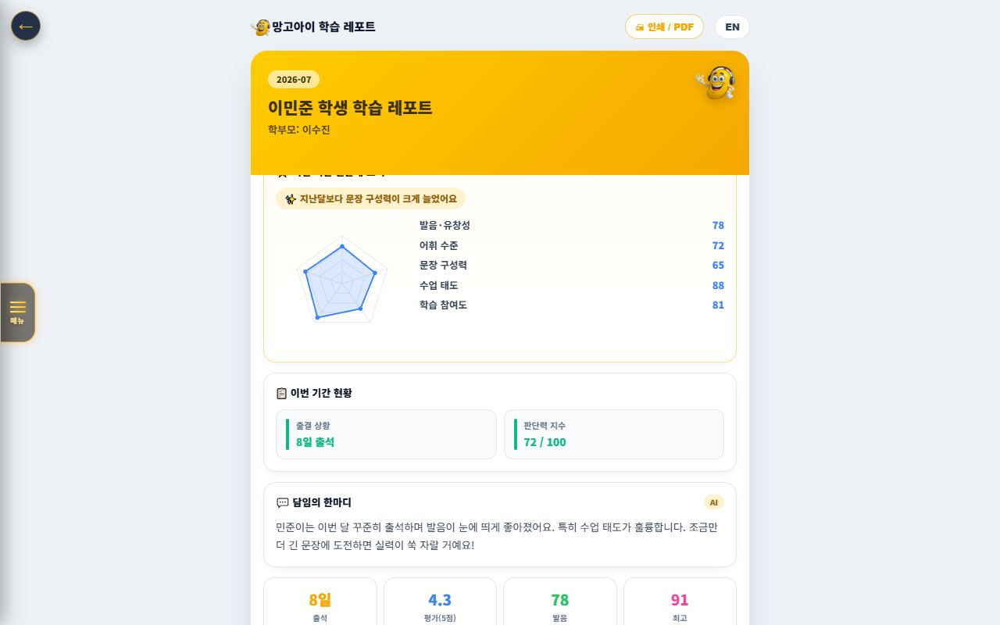 ←
망고아이 학습 레포트
인쇄 / PDF
EN
2026-07
이민준 학생 학습 레포트
학부모: 이수진
지난달보다 문장 구성력이 크게 늘었어요
발음·유창성 78
어휘 수준 72
문장 구성력 65
수업 태도 88
학습 참여도 81
메뉴
이번 기간 현황
출결 상황
8일 출석
판단력 지수
72 / 100
담임의 한마디
AI
민준이는 이번 달 꾸준히 출석하며 발음이 눈에 띄게 좋아졌어요. 특히 수업 태도가 훌륭합니다. 조금만
더 긴 문장에 도전하면 실력이 쑥 자랄 거예요!
8일
출석
4.3
평가(5점)
78
발음
91
최고